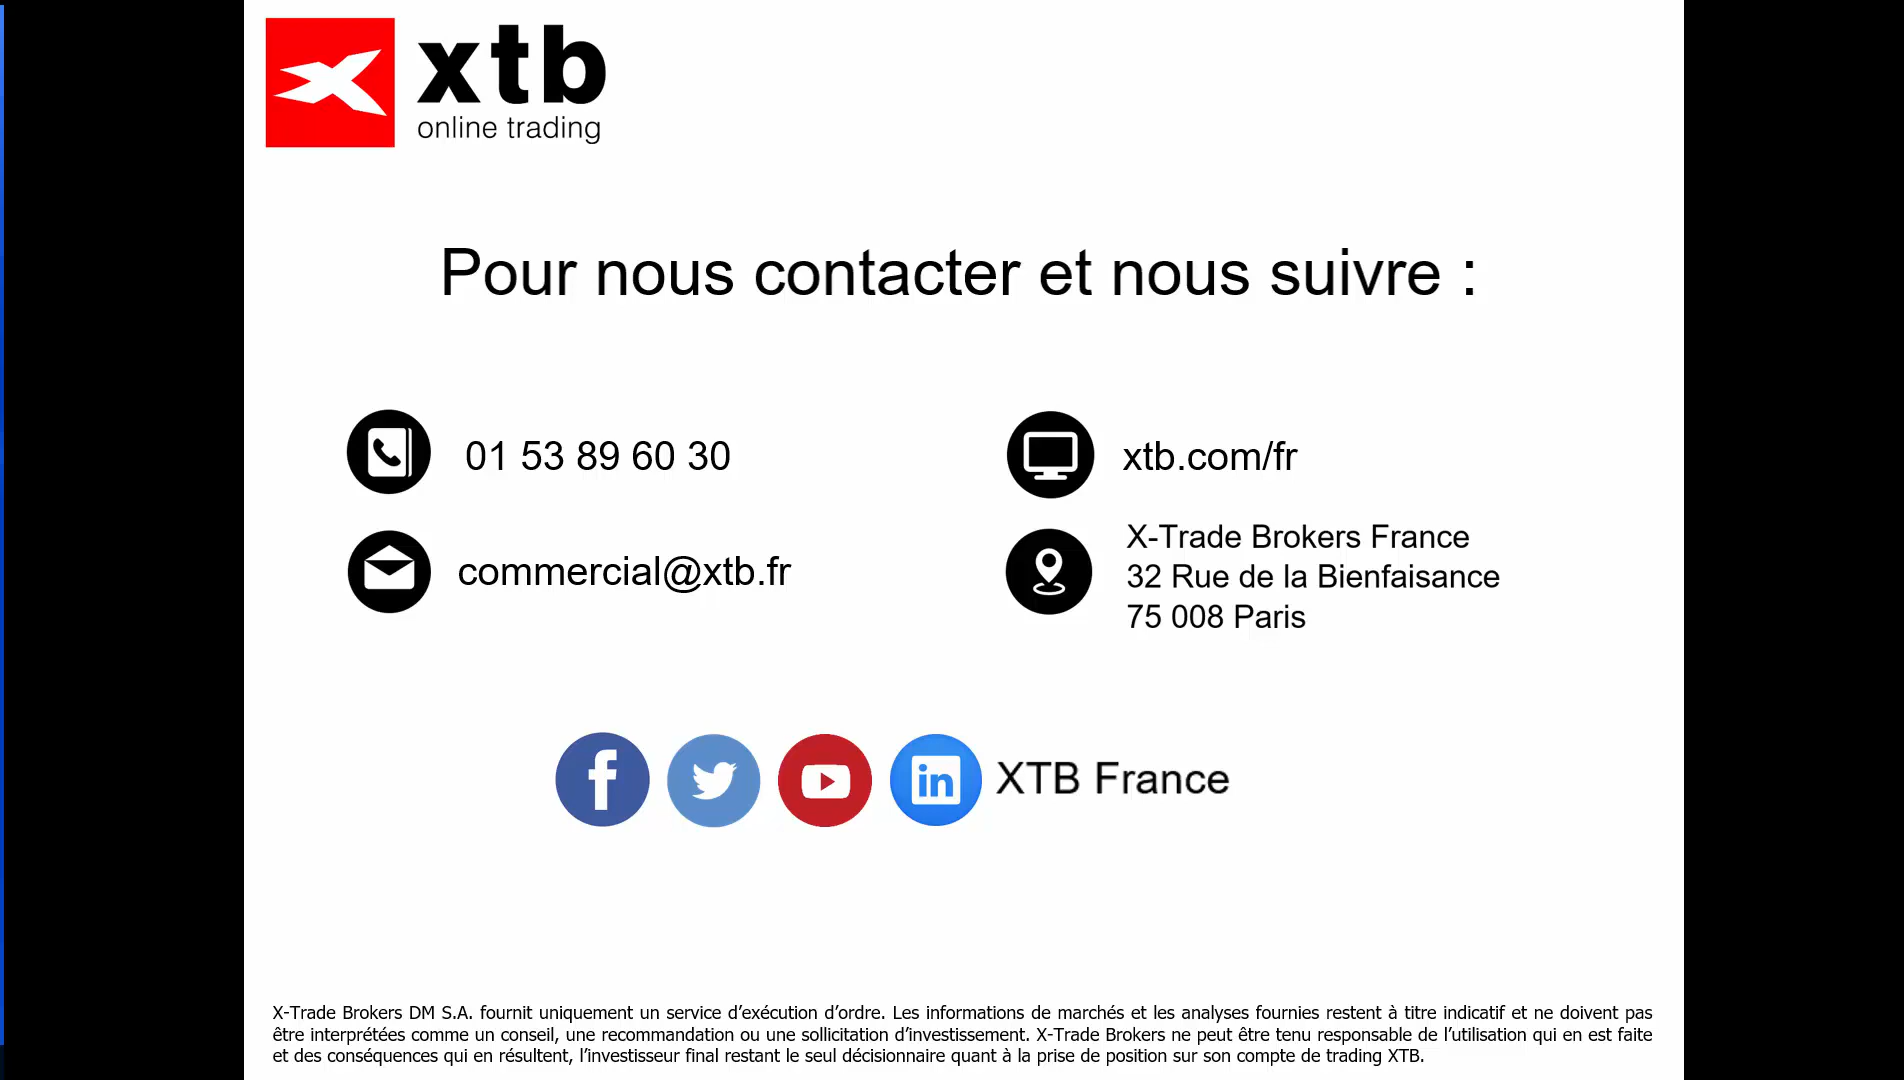 xtb
online trading
Pour nous contacter et nous suivre :
01 53 89 60 30
xtb.com/fr
commercial@xtb.fr
X-Trade Brokers France
32 Rue de la Bienfaisance
75 008 Paris
XTB France
X-Trade Brokers DM S.A. fournit uniquement un service d’exécution d’ordre. Les informations de marchés et les analyses fournies restent à titre indicatif et ne doivent pas
être interprétées comme un conseil, une recommandation ou une sollicitation d’investissement. X-Trade Brokers ne peut être tenu responsable de l’utilisation qui en est faite
et des conséquences qui en résultent, l’investisseur final restant le seul décisionnaire quant à la prise de position sur son compte de trading XTB.